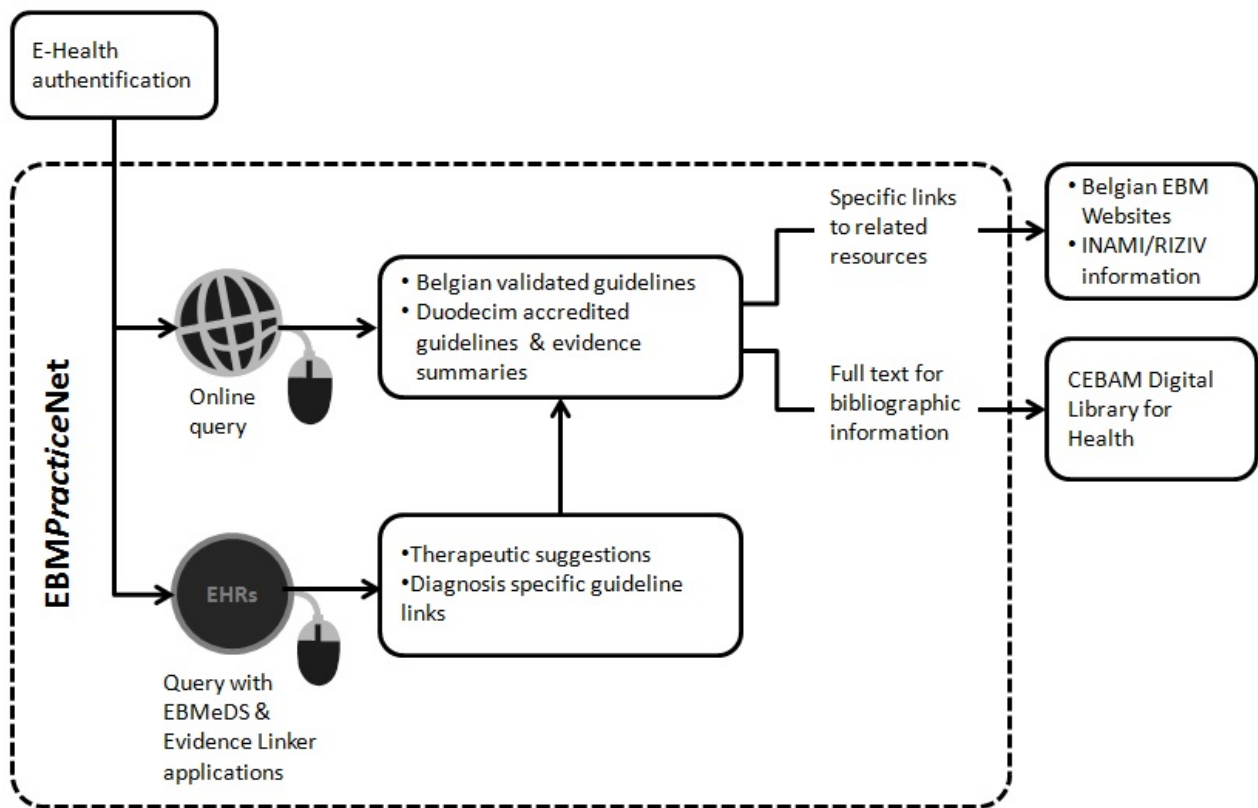 E-Health
authentification
• Belgian EBM
Websites
• INAMI/RIZIV
information
Specific links
to related
resources
• Belgian validated guidelines
• Duodecim accredited
guidelines & evidence
summaries
Online
query
Full text for
bibliographic
information
CEBAM Digital
Library for
Health
EBMPracticeNet
EHRs
•Therapeutic suggestions
•Diagnosis specific guideline
links
Query with
EBMeDS &
Evidence Linker
applications